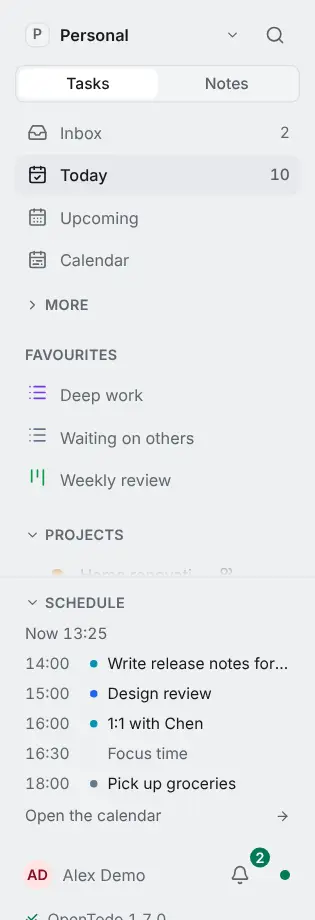 P Personal
Tasks Notes
Inbox 2
Today 10
Upcoming
Calendar
MORE
FAVOURITES
Deep work
Waiting on others
Weekly review
PROJECTS
SCHEDULE
Now 13:25
14:00 Write release notes for...
15:00 Design review
16:00 1:1 with Chen
16:30 Focus time
18:00 Pick up groceries
Open the calendar
AD Alex Demo 2
OpenTodo 1.7.0